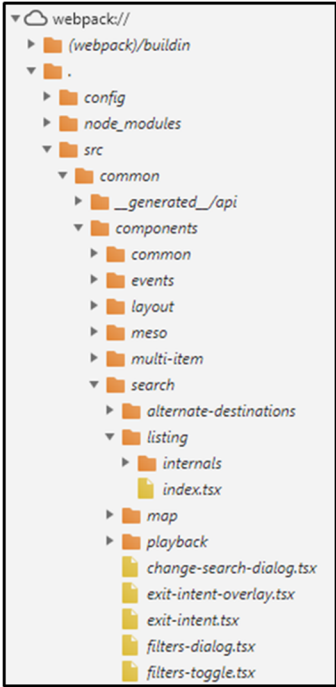 webpack://
(webpack)/buildin
.
config
node_modules
src
common
__generated__/api
components
common
events
layout
meso
multi-item
search
alternate-destinations
listing
internals
index.tsx
map
playback
change-search-dialog.tsx
exit-intent-overlay.tsx
exit-intent.tsx
filters-dialog.tsx
filters-toggle.tsx